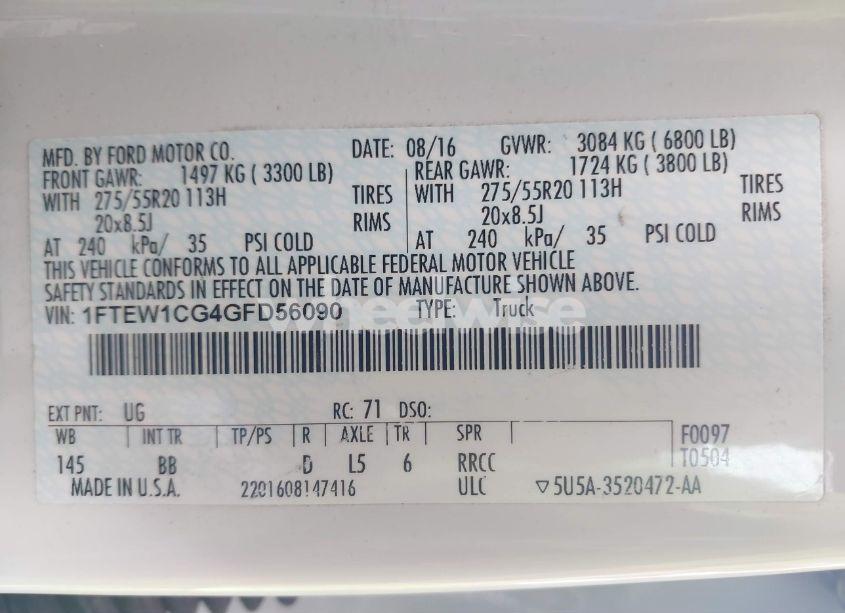 MFD. BY FORD MOTOR CO. DATE: 08/16 GVWR: 3084 KG ( 6800 LB)
FRONT GAWR: 1497 KG ( 3300 LB) REAR GAWR: 1724 KG ( 3800 LB)
WITH 275/55R20 113H TIRES WITH 275/55R20 113H TIRES
20x8.5J RIMS 20x8.5J RIMS
AT 240 kPa/ 35 PSI COLD AT 240 kPa/ 35 PSI COLD
THIS VEHICLE CONFORMS TO ALL APPLICABLE FEDERAL MOTOR VEHICLE
SAFETY STANDARDS IN EFFECT ON THE DATE OF MANUFACTURE SHOWN ABOVE.
VIN: 1FTEW1CG4GFD56090 TYPE: Truck
wheelwise
EXT PNT: UG RC: 71 DSO:
WB INT TR TP/PS R AXLE TR SPR F0097
145 BB D L5 6 RRCC T0504
MADE IN U.S.A. 2201608147416 ULC ▽5U5A-3520472-AA